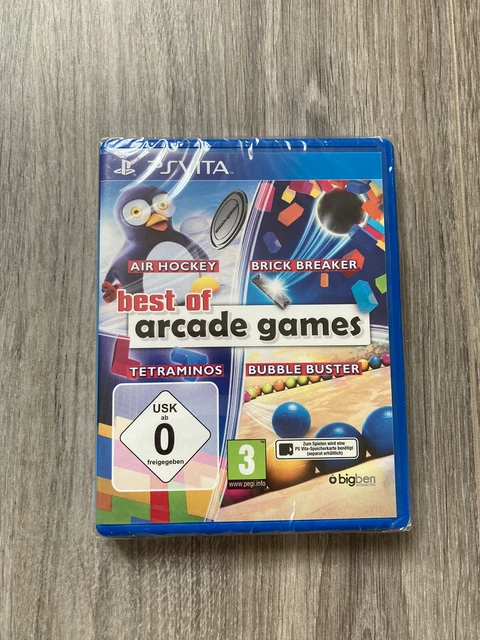 PSVITA
AIR HOCKEY
BRICK BREAKER
best of
arcade games
TETRAMINOS
BUBBLE BUSTER
USK
ab
0
freigegeben
3
www.pegi.info
Zum Spielen wird eine
PS Vita-Speicherkarte benötigt
(separat erhältlich)
bigben